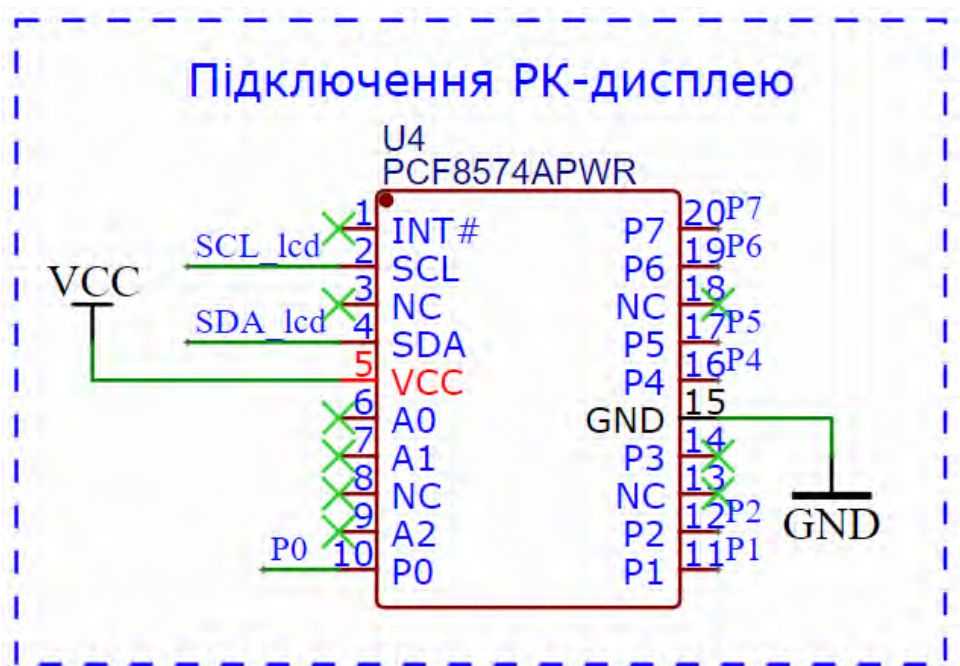 Підключення РК-дисплею
U4
PCF8574APWR
1 INT#
SCL_lcd 2 SCL
3 NC
SDA_lcd 4 SDA
VCC 5 VCC
6 A0
7 A1
8 NC
9 A2
P0 10 P0
P7 20 P7
P6 19 P6
NC 18
P5 17 P5
P4 16 P4
GND 15
P3 14
NC 13
P2 12 P2
P1 11 P1
GND